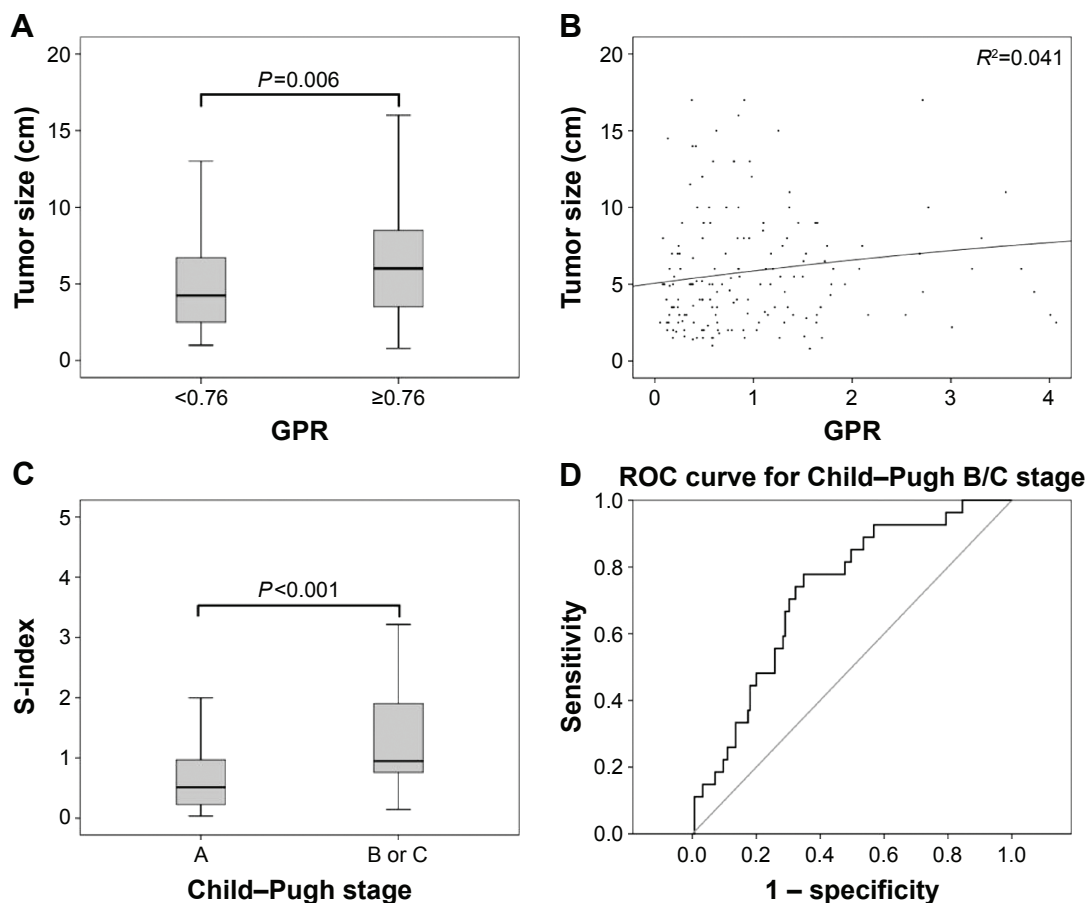 A
20
15
10
5
0
Tumor size (cm)
P=0.006
<0.76
≥0.76
GPR
B
20
15
10
5
0
Tumor size (cm)
R²=0.041
0 1 2 3 4
GPR
C
5
4
3
2
1
0
S-index
P<0.001
A
B or C
Child–Pugh stage
D
ROC curve for Child–Pugh B/C stage
1.0
0.8
0.6
0.4
0.2
0.0
Sensitivity
0.0 0.2 0.4 0.6 0.8 1.0
1 – specificity